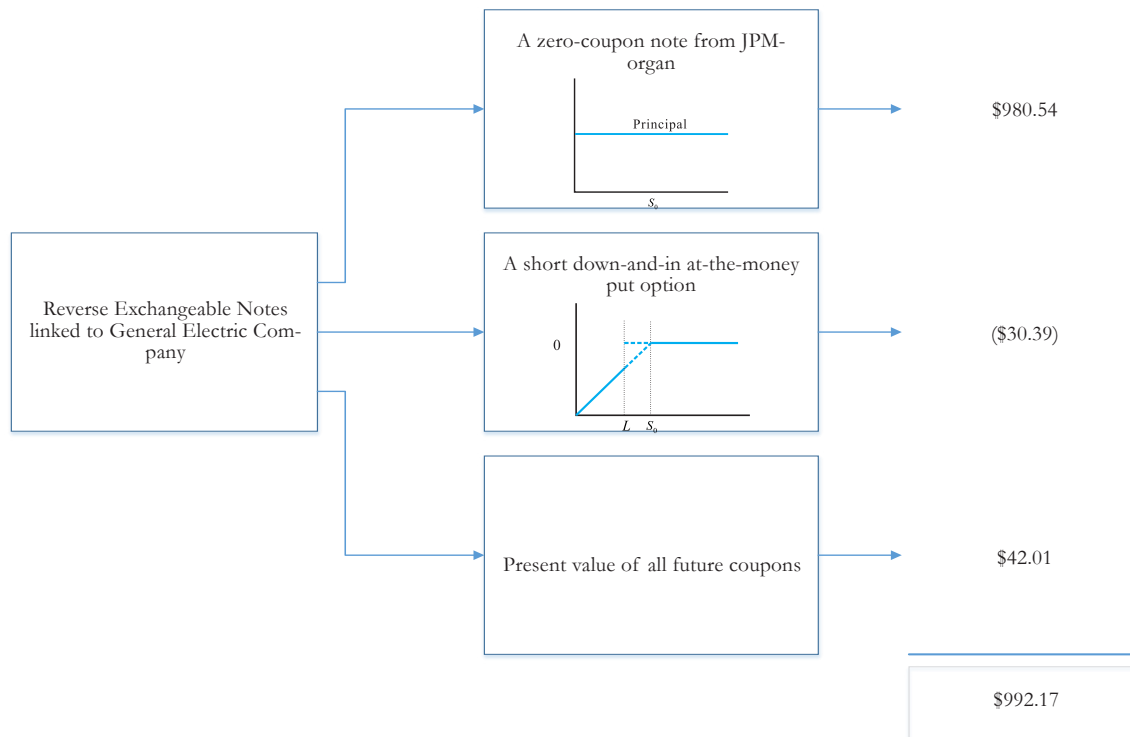 A zero-coupon note from JPM-
organ
Principal
S₀
$980.54
Reverse Exchangeable Notes
linked to General Electric Com-
pany
A short down-and-in at-the-money
put option
0
L S₀
($30.39)
Present value of all future coupons
$42.01
$992.17